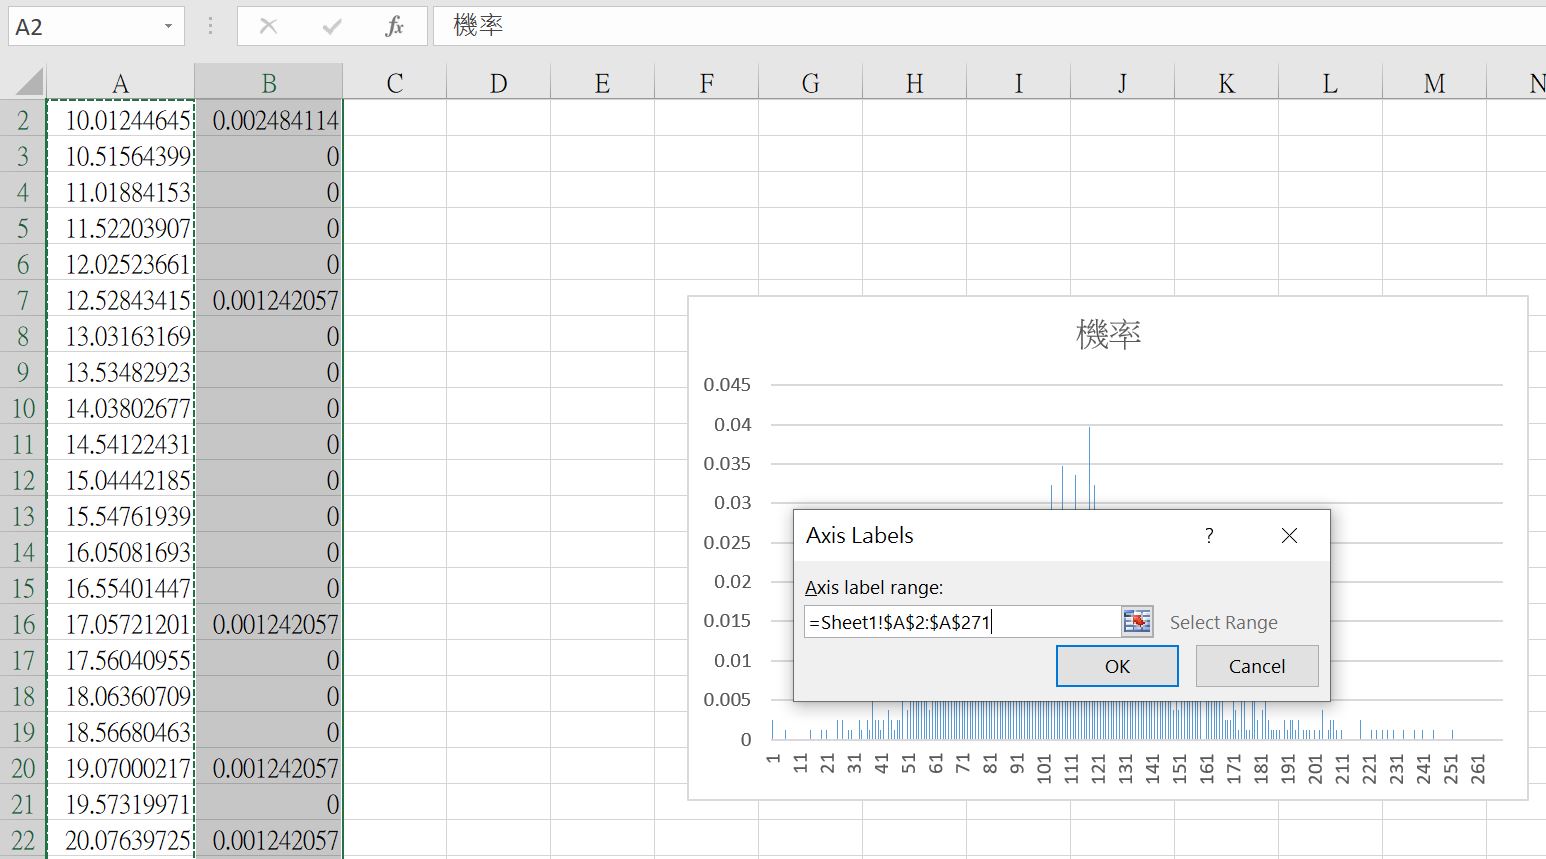 A2
fx 機率
A B C D E F G H I J K L M N
2 10.01244645 0.002484114
3 10.51564399 0
4 11.01884153 0
5 11.52203907 0
6 12.02523661 0
7 12.52843415 0.001242057
8 13.03163169 0
9 13.53482923 0
10 14.03802677 0
11 14.54122431 0
12 15.04442185 0
13 15.54761939 0
14 16.05081693 0
15 16.55401447 0
16 17.05721201 0.001242057
17 17.56040955 0
18 18.06360709 0
19 18.56680463 0
20 19.07000217 0.001242057
21 19.57319971 0
22 20.07639725 0.001242057
機率
0.045
0.04
0.035
0.03
0.025
0.02
0.015
0.01
0.005
0
1 11 21 31 41 51 61 71 81 91 101 111 121 131 141 151 161 171 181 191 201 211 221 231 241 251 261
Axis Labels ?
Axis label range:
=Sheet1!$A$2:$A$271 Select Range
OK Cancel